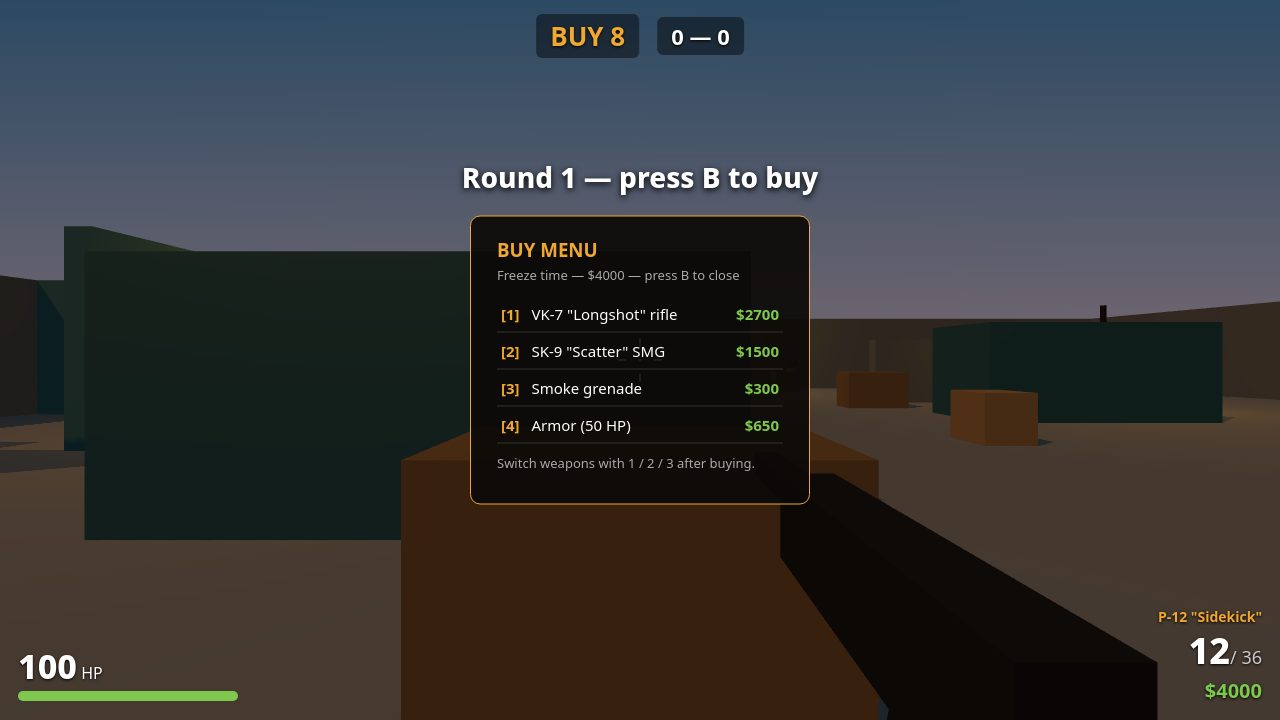 BUY 8
0 — 0
Round 1 — press B to buy
BUY MENU
Freeze time — $4000 — press B to close
[1] VK-7 "Longshot" rifle $2700
[2] SK-9 "Scatter" SMG $1500
[3] Smoke grenade $300
[4] Armor (50 HP) $650
Switch weapons with 1 / 2 / 3 after buying.
P-12 "Sidekick"
12/ 36
$4000
100 HP